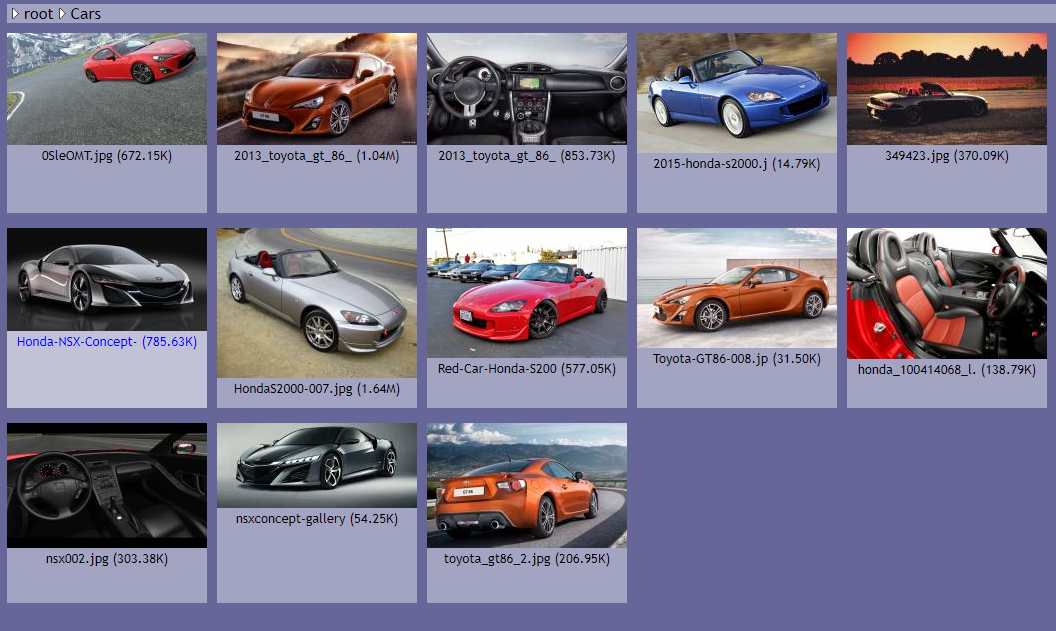 root Cars
0SleOMT.jpg (672.15K)
2013_toyota_gt_86_ (1.04M)
2013_toyota_gt_86_ (853.73K)
2015-honda-s2000.j (14.79K)
349423.jpg (370.09K)
Honda-NSX-Concept- (785.63K)
HondaS2000-007.jpg (1.64M)
Red-Car-Honda-S200 (577.05K)
Toyota-GT86-008.jp (31.50K)
honda_100414068_l. (138.79K)
nsx002.jpg (303.38K)
nsxconcept-gallery (54.25K)
GT 86
toyota_gt86_2.jpg (206.95K)